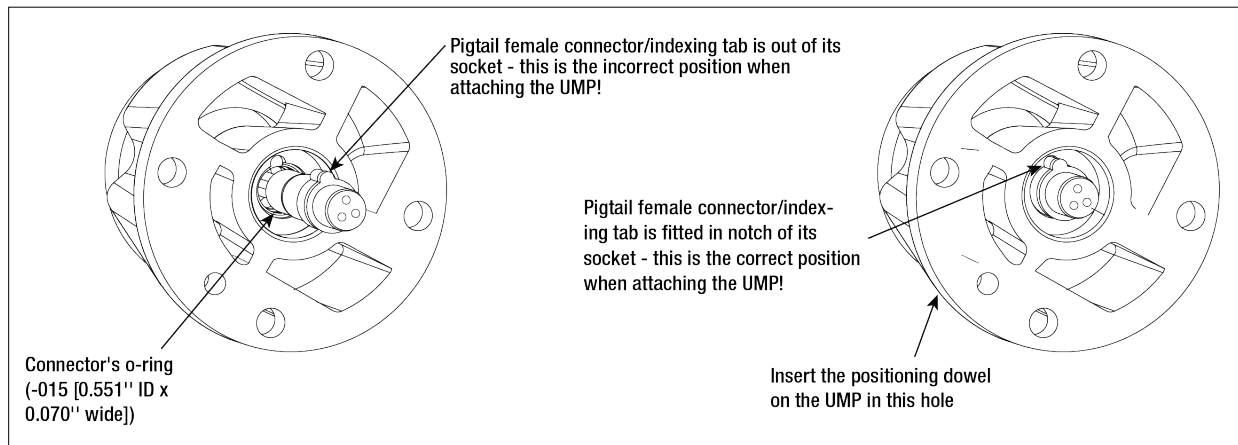 Pigtail female connector/indexing tab is out of its
socket - this is the incorrect position when
attaching the UMP!
Connector's o-ring
(-015 [0.551'' ID x
0.070'' wide])
Pigtail female connector/index-
ing tab is fitted in notch of its
socket - this is the correct position
when attaching the UMP!
Insert the positioning dowel
on the UMP in this hole